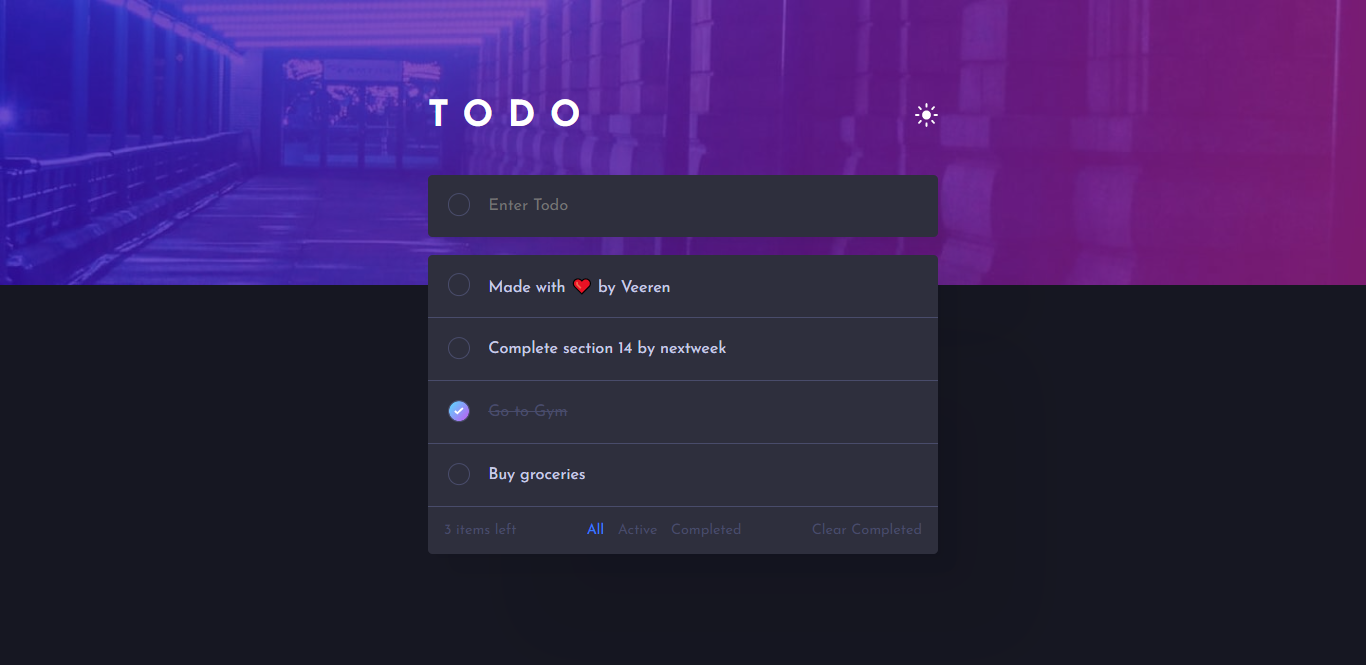 TODO
Enter Todo
Made with ❤️ by Veeren
Complete section 14 by nextweek
Go to Gym
Buy groceries
3 items left All Active Completed Clear Completed